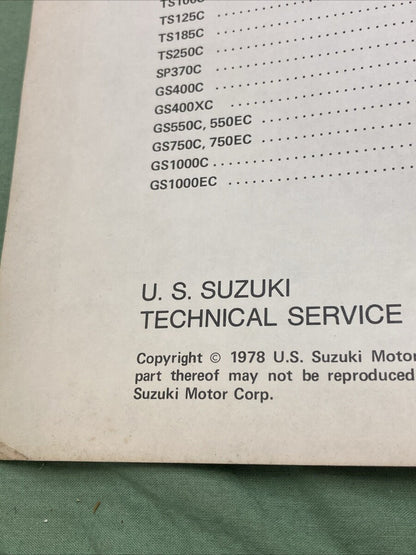 TS100C
TS125C
TS185C
TS250C
SP370C
GS400C
GS400XC
GS550C, 550EC
GS750C, 750EC
GS1000C
GS1000EC
U. S. SUZUKI
TECHNICAL SERVICE
Copyright © 1978 U.S. Suzuki Motor
part thereof may not be reproduced
Suzuki Motor Corp.